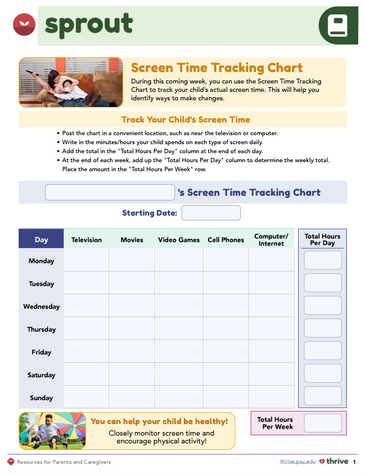 sprout
Screen Time Tracking Chart
During this coming week, you can use the Screen Time Tracking
Chart to track your child's actual screen time. This will help you
identify ways to make changes.
Track Your Child's Screen Time
• Post the chart in a convenient location, such as near the television or computer.
• Write in the minutes/hours your child spends on each type of screen daily.
• Add the total in the "Total Hours Per Day" column at the end of each day.
• At the end of each week, add up the "Total Hours Per Day" column to determine the weekly total.
Place the amount in the "Total Hours Per Week" row.
's Screen Time Tracking Chart
Starting Date:
Day Television Movies Video Games Cell Phones Computer/ Internet Total Hours Per Day
Monday
Tuesday
Wednesday
Thursday
Friday
Saturday
Sunday
You can help your child be healthy!
Closely monitor screen time and
encourage physical activity!
Total Hours
Per Week
Resources for Parents and Caregivers
thrive.psu.edu thrive 1